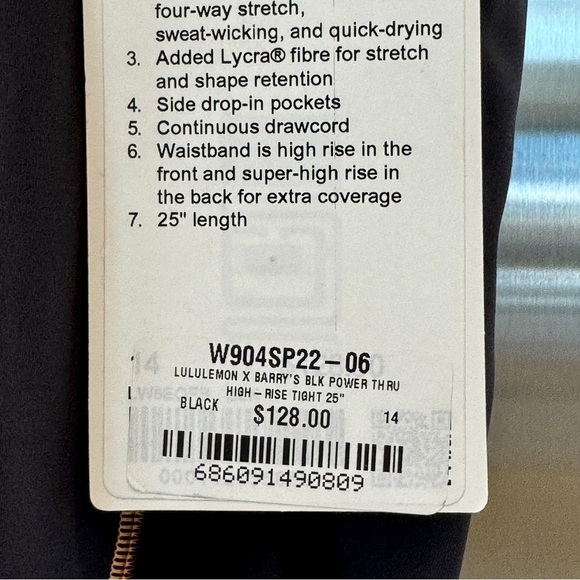 four-way stretch,
sweat-wicking, and quick-drying
3. Added Lycra® fibre for stretch
and shape retention
4. Side drop-in pockets
5. Continuous drawcord
6. Waistband is high rise in the
front and super-high rise in
the back for extra coverage
7. 25" length
W904SP22-06
LULULEMON X BARRY'S BLK POWER THRU
HIGH-RISE TIGHT 25"
BLACK $128.00 14
686091490809